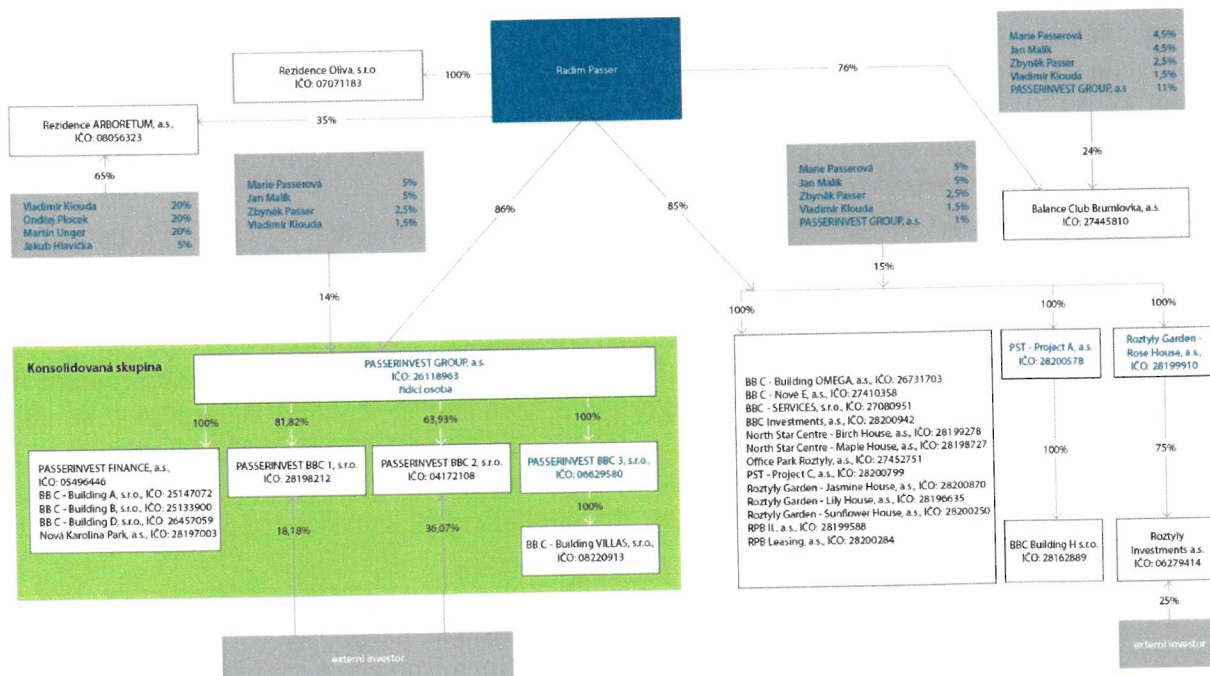 Radim Passer
100%
Rezidence Oliva, s.r.o
IČO: 07071183
35%
Rezidence ARBORETUM, a.s.,
IČO: 08056323
65%
Vladimír Klouda 20%
Ondřej Plocek 20%
Martin Unger 20%
Jakub Hlavička 5%
Marie Passerová 5%
Jan Malík 5%
Zbyněk Passer 2,5%
Vladimír Klouda 1,5%
14%
86%
85%
76%
Marie Passerová 4,5%
Jan Malík 4,5%
Zbyněk Passer 2,5%
Vladimír Klouda 1,5%
PASSERINVEST GROUP, a.s 11%
24%
Balance Club Brumlovka, a.s.
IČO: 27445810
Marie Passerová 5%
Jan Malík 5%
Zbyněk Passer 2,5%
Vladimír Klouda 1,5%
PASSERINVEST GROUP, a.s. 1%
15%
Konsolidovaná skupina
PASSERINVEST GROUP, a.s.
IČO: 26118963
řídicí osoba
100%
81,82%
63,93%
100%
PASSERINVEST FINANCE, a.s.,
IČO: 05496446
BB C - Building A, s.r.o., IČO: 25147072
BB C - Building B, s.r.o., IČO: 25133900
BB C - Building D, s.r.o., IČO: 26457059
Nová Karolina Park, a.s., IČO: 28197003
PASSERINVEST BBC 1, s.r.o.
IČO: 28198212
PASSERINVEST BBC 2, s.r.o.
IČO: 04172108
PASSERINVEST BBC 3, s.r.o.,
IČO: 06629580
18,18%
36,07%
100%
BB C - Building VILLAS, s.r.o.,
IČO: 08220913
externí investor
100%
100%
100%
BB C - Building OMEGA, a.s., IČO: 26731703
BB C - Nové E, a.s., IČO: 27410358
BBC - SERVICES, s.r.o., IČO: 27080951
BBC Investments, a.s., IČO: 28200942
North Star Centre - Birch House, a.s., IČO: 28199278
North Star Centre - Maple House, a.s., IČO: 28198727
Office Park Roztyly, a.s., IČO: 27452751
PST - Project C, a.s., IČO: 28200799
Roztyly Garden - Jasmine House, a.s., IČO: 28200870
Roztyly Garden - Lily House, a.s., IČO: 28196635
Roztyly Garden - Sunflower House, a.s., IČO: 28200250
RPB II., a.s., IČO: 28199588
RPB Leasing, a.s., IČO: 28200284
PST - Project A, a.s.
IČO: 28200578
100%
BBC Building H s.r.o.
IČO: 28162889
Roztyly Garden -
Rose House, a.s.,
IČO: 28199910
75%
Roztyly
Investments a.s.
IČO: 06279414
25%
externí investor